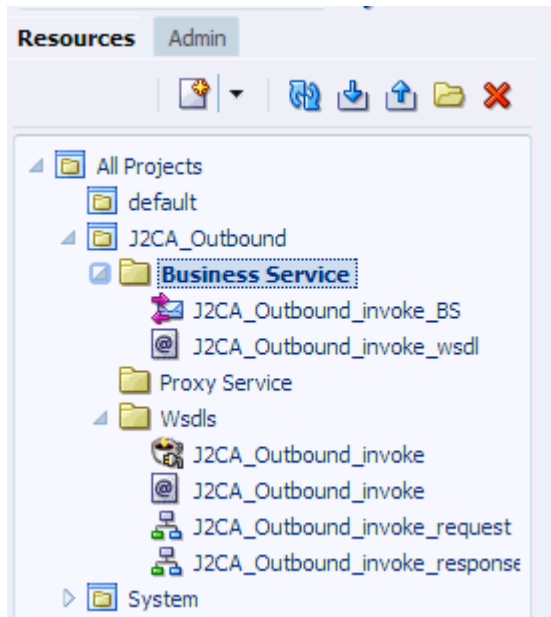 Resources Admin
All Projects
default
J2CA_Outbound
Business Service
J2CA_Outbound_invoke_BS
J2CA_Outbound_invoke_wsdl
Proxy Service
Wsdls
J2CA_Outbound_invoke
J2CA_Outbound_invoke
J2CA_Outbound_invoke_request
J2CA_Outbound_invoke_response
System